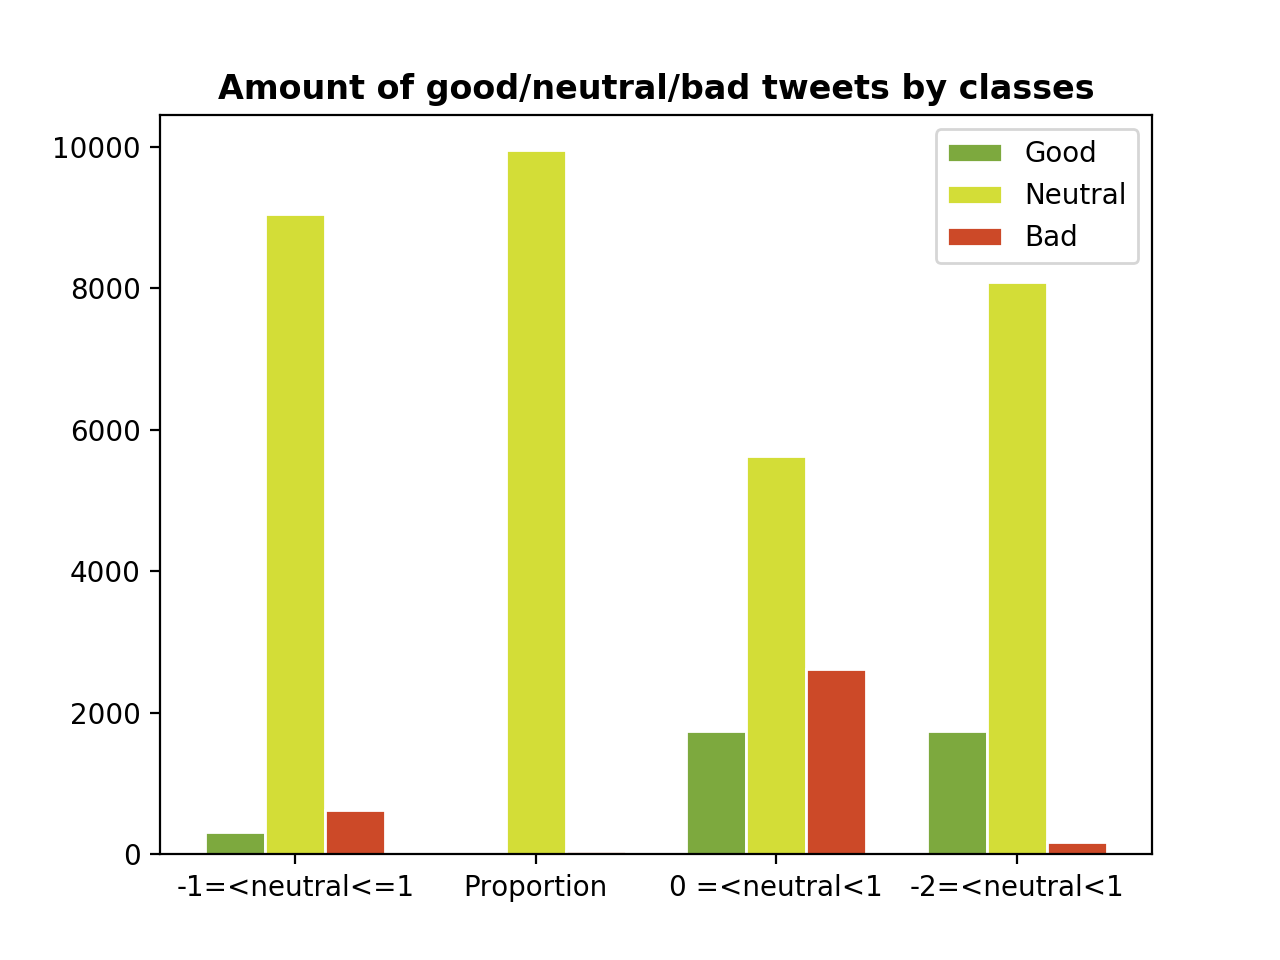 Amount of good/neutral/bad tweets by classes
10000
8000
6000
4000
2000
0
Good
Neutral
Bad
-1=<neutral<=1
Proportion
0 =<neutral<1
-2=<neutral<1